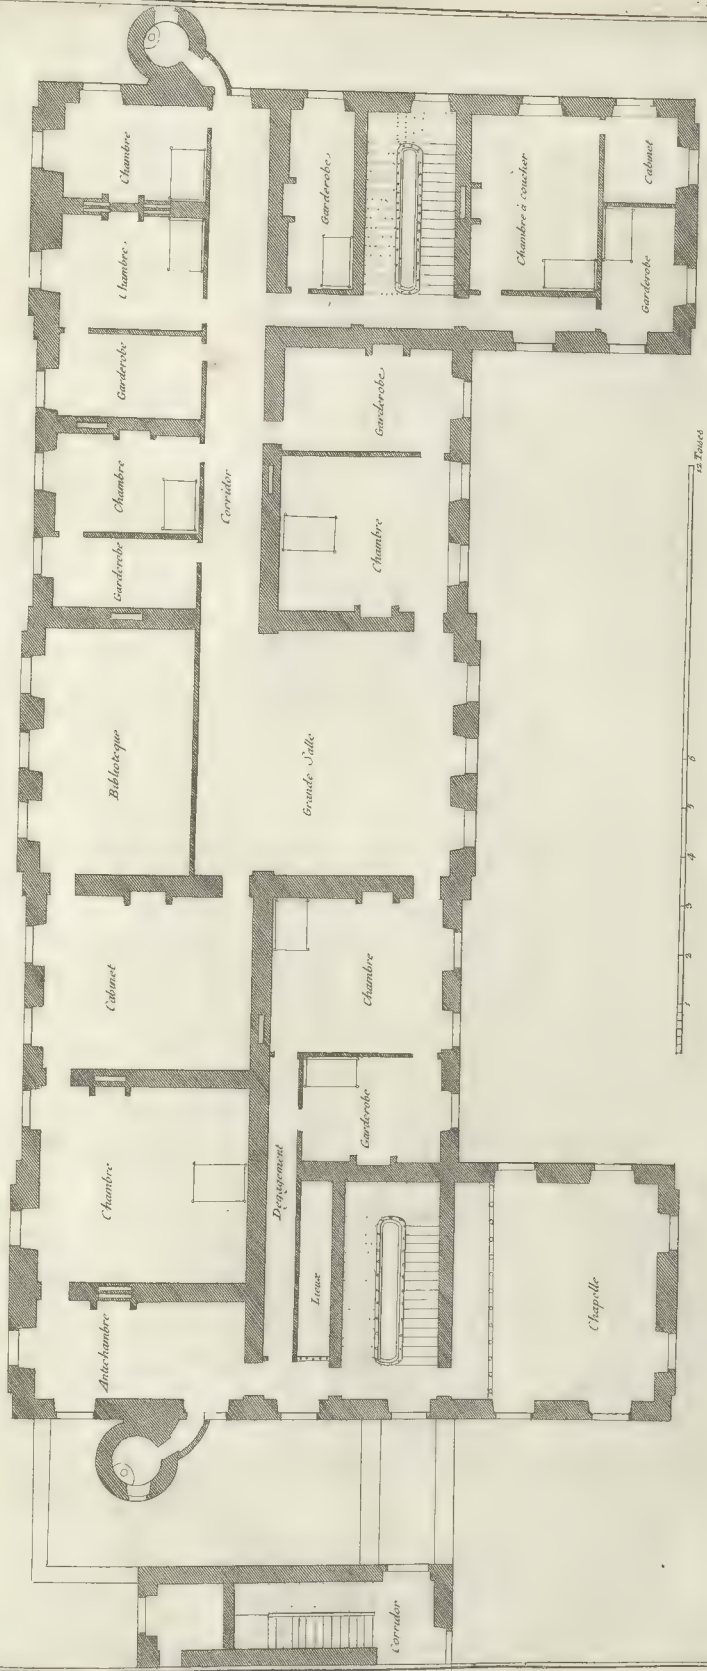 Chambre
Chambre
Garderobe
Chambre
Garderobe
Biblioteque
Cabinet
Chambre
Antichambre
Corridor
Grande Salle
Degagement
Lieux
Garderobe
Chambre à coucher
Cabinet
Garderobe
Garderobe
Chambre
Chambre
Garderobe
Chapelle
Corridor
1 2 3 4 5 6 12 Toises